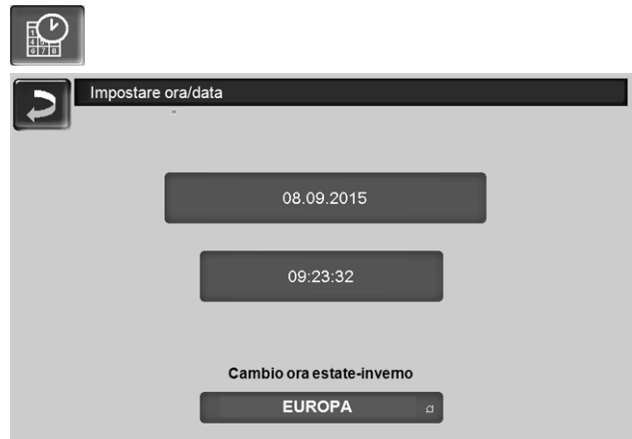 Impostare ora/data
08.09.2015
09:23:32
Cambio ora estate-inverno
EUROPA